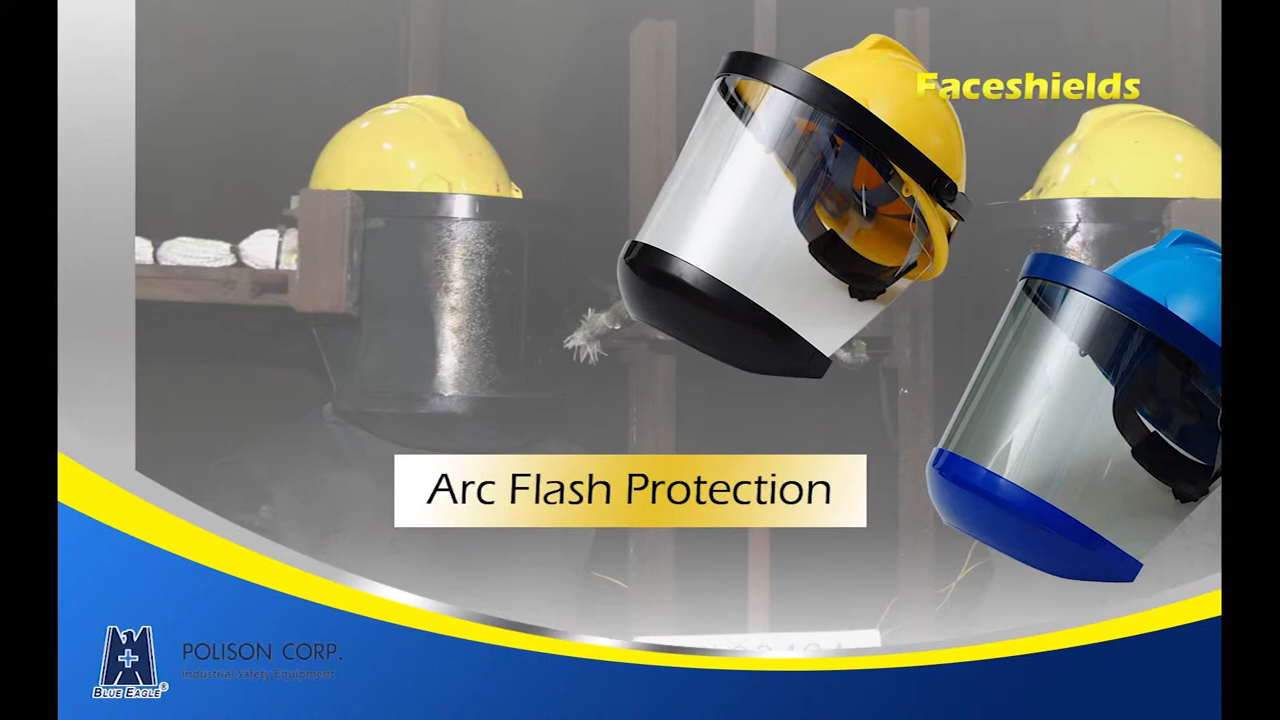 Faceshields
Arc Flash Protection
POLISON CORP.
Industrial Safety Equipment
BLUE EAGLE®